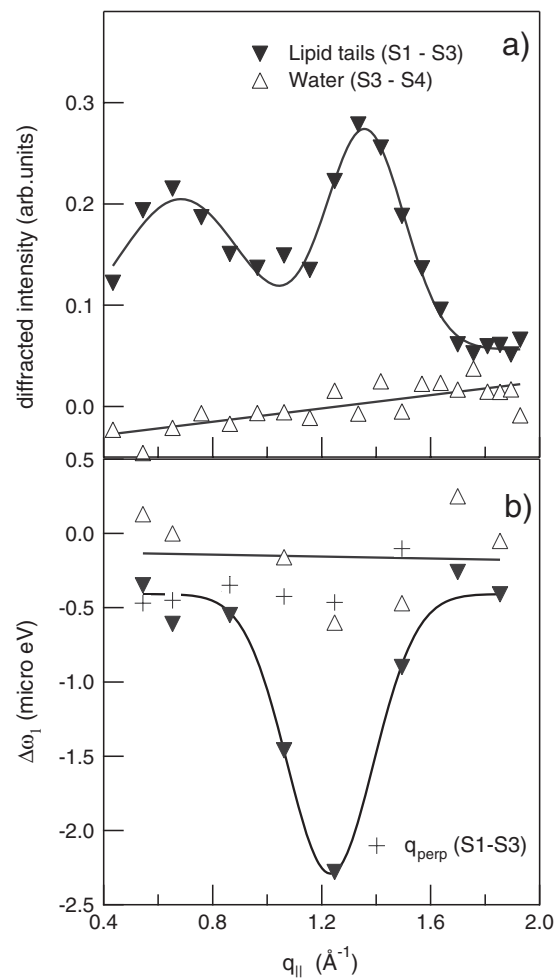 a)
▼ Lipid tails (S1 - S3)
△ Water (S3 - S4)
diffracted intensity (arb.units)
0.3
0.2
0.1
0.0
b)
Δω₁ (micro eV)
0.5
0.0
-0.5
-1.0
-1.5
-2.0
-2.5
+ q_perp (S1-S3)
0.4 0.8 1.2 1.6 2.0
q_|| (Å⁻¹)